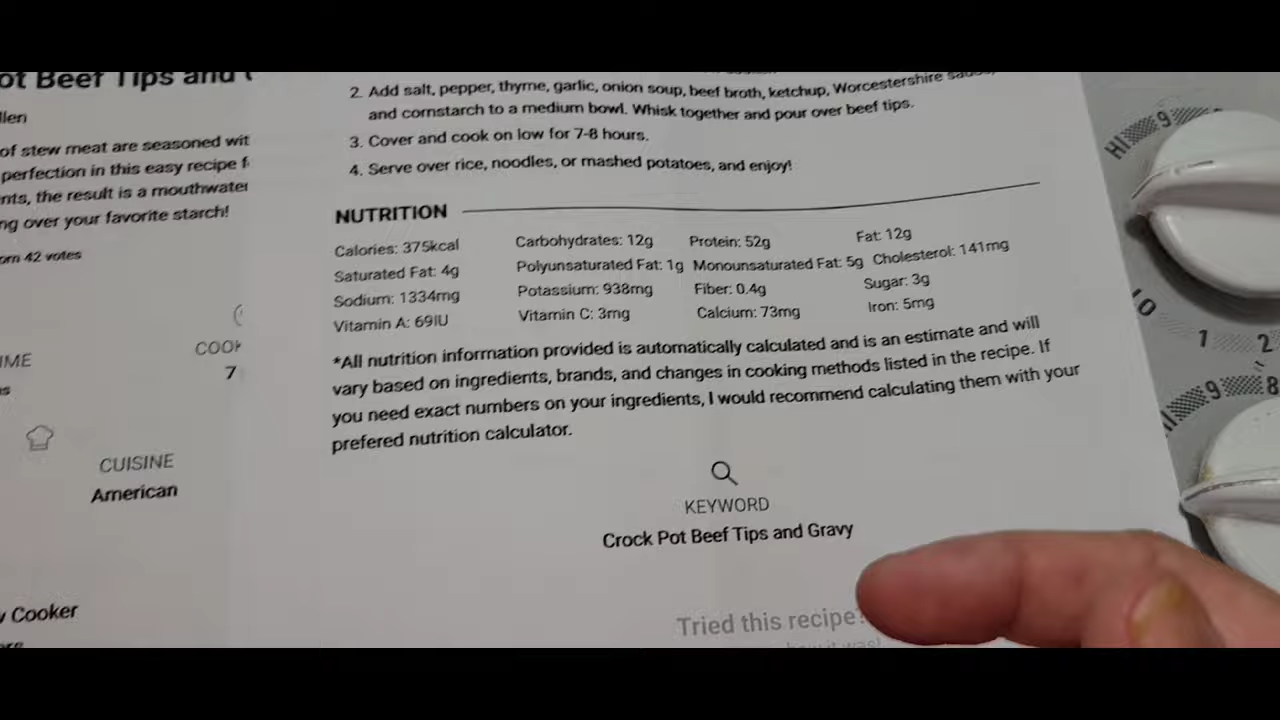 ot Beef Tips and
llen
of stew meat are seasoned wit
perfection in this easy recipe f
nts, the result is a mouthwater
ng over your favorite starch!
om 42 votes
IME
COOK
7
CUISINE
American
Cooker
2. Add salt, pepper, thyme, garlic, onion soup, beef broth, ketchup, Worcestershire sauce,
and cornstarch to a medium bowl. Whisk together and pour over beef tips.
3. Cover and cook on low for 7-8 hours.
4. Serve over rice, noodles, or mashed potatoes, and enjoy!
NUTRITION
Calories: 375kcal Carbohydrates: 12g Protein: 52g Fat: 12g
Saturated Fat: 4g Polyunsaturated Fat: 1g Monounsaturated Fat: 5g Cholesterol: 141mg
Sodium: 1334mg Potassium: 938mg Fiber: 0.4g Sugar: 3g
Vitamin A: 69IU Vitamin C: 3mg Calcium: 73mg Iron: 5mg
*All nutrition information provided is automatically calculated and is an estimate and will
vary based on ingredients, brands, and changes in cooking methods listed in the recipe. If
you need exact numbers on your ingredients, I would recommend calculating them with your
prefered nutrition calculator.
KEYWORD
Crock Pot Beef Tips and Gravy
Tried this recipe?
how it was!
HI 9
0 1 2
9 8